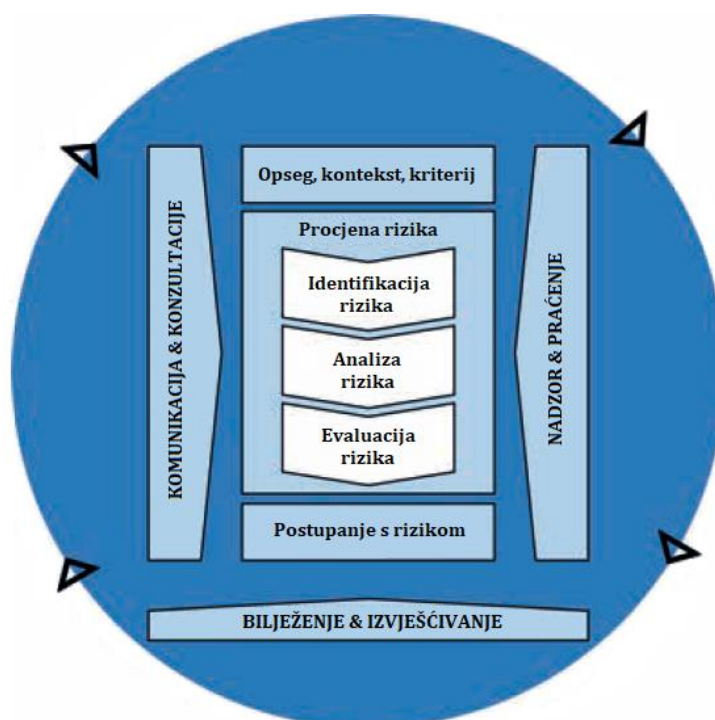 KOMUNIKACIJA & KONZULTACIJE
Opseg, kontekst, kriterij
Procjena rizika
Identifikacija
rizika
Analiza
rizika
Evaluacija
rizika
Postupanje s rizikom
NADZOR & PRAĆENJE
BILJEŽENJE & IZVJEŠĆIVANJE